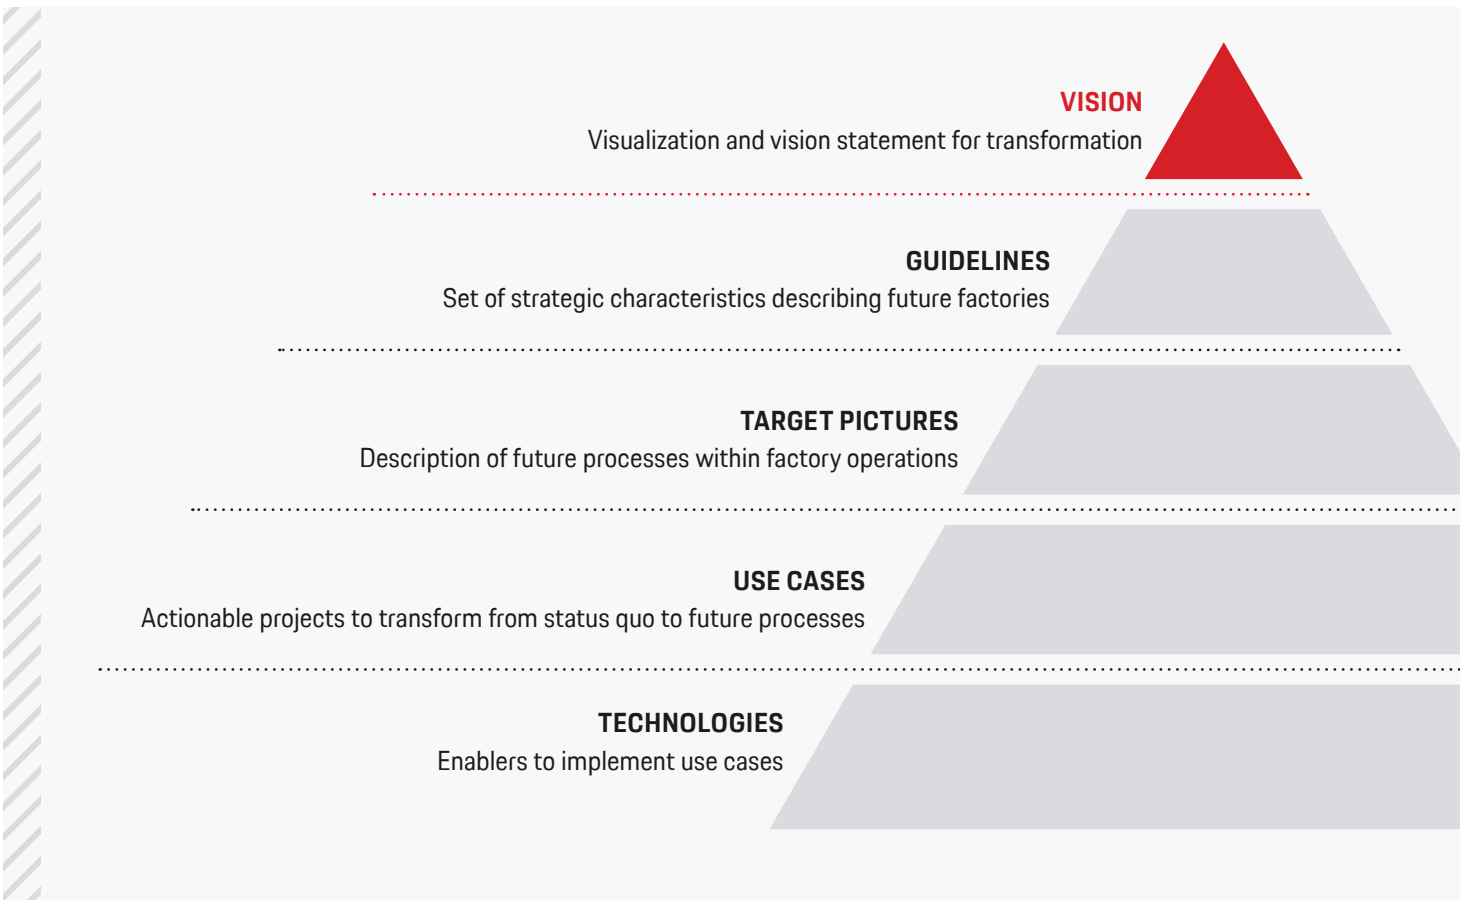 VISION
Visualization and vision statement for transformation
GUIDELINES
Set of strategic characteristics describing future factories
TARGET PICTURES
Description of future processes within factory operations
USE CASES
Actionable projects to transform from status quo to future processes
TECHNOLOGIES
Enablers to implement use cases